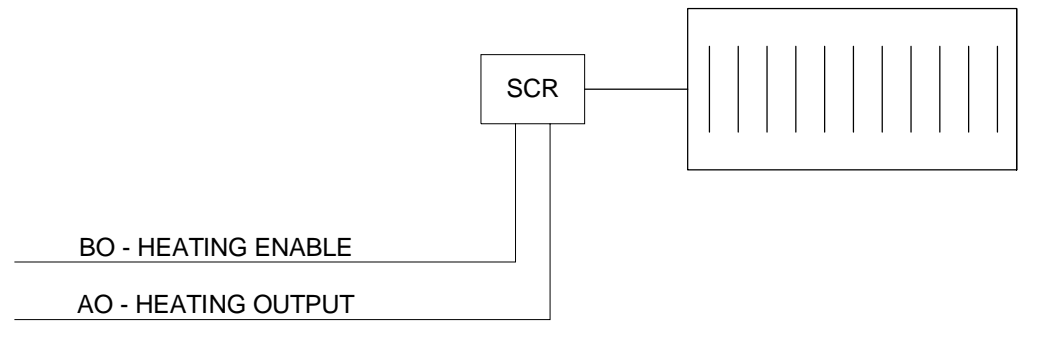 SCR
BO - HEATING ENABLE
AO - HEATING OUTPUT